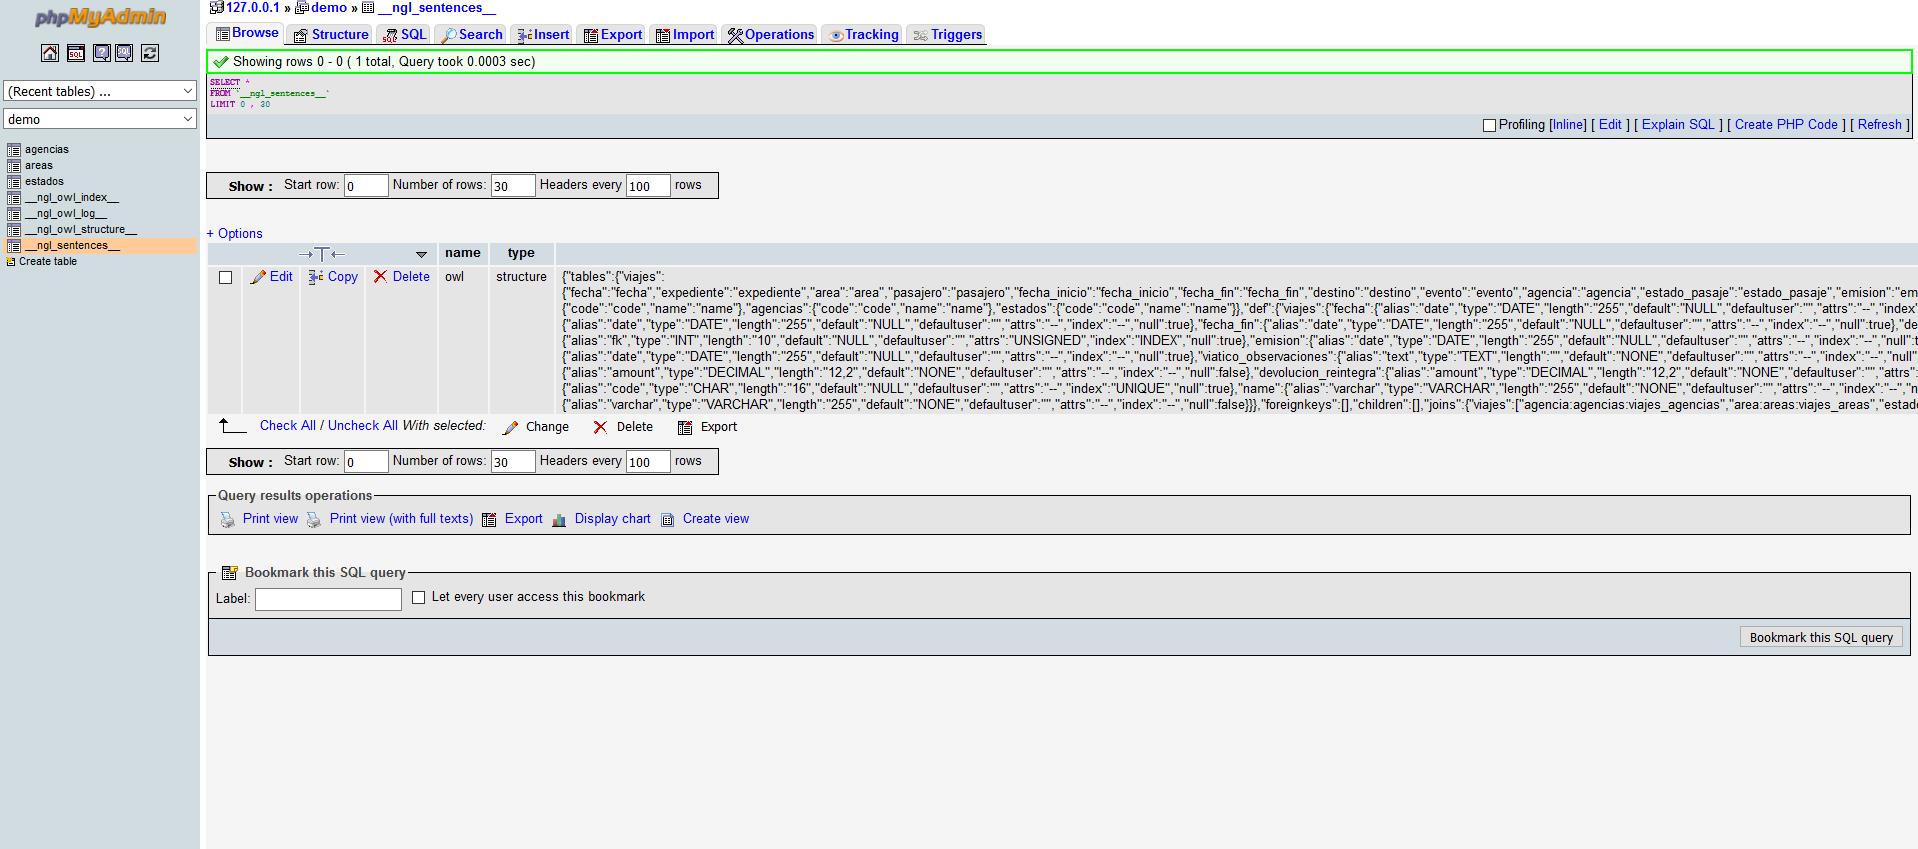 phpMyAdmin
(Recent tables) ...
demo
agencias
areas
estados
__ngl_owl_index__
__ngl_owl_log__
__ngl_owl_structure__
__ngl_sentences__
Create table
127.0.0.1 » demo » __ngl_sentences__
Browse Structure SQL Search Insert Export Import Operations Tracking Triggers
Showing rows 0 - 0 ( 1 total, Query took 0.0003 sec)
SELECT *
FROM `__ngl_sentences__`
LIMIT 0 , 30
Profiling [Inline] [ Edit ] [ Explain SQL ] [ Create PHP Code ] [ Refresh ]
Show : Start row: 0 Number of rows: 30 Headers every 100 rows
+ Options
name type
Edit Copy Delete owl structure {"tables":{"viajes":
{"fecha":"fecha","expediente":"expediente","area":"area","pasajero":"pasajero","fecha_inicio":"fecha_inicio","fecha_fin":"fecha_fin","destino":"destino","evento":"evento","agencia":"agencia","estado_pasaje":"estado_pasaje","emision":"em
{"code":"code","name":"name"},"agencias":{"code":"code","name":"name"},"estados":{"code":"code","name":"name"}},"def":{"viajes":{"fecha":{"alias":"date","type":"DATE","length":"255","default":"NULL","defaultuser":"","attrs":"--","index"
{"alias":"date","type":"DATE","length":"255","default":"NULL","defaultuser":"","attrs":"--","index":"--","null":true},"fecha_fin":{"alias":"date","type":"DATE","length":"255","default":"NULL","defaultuser":"","attrs":"--","index":"--","null":true},"de
{"alias":"fk","type":"INT","length":"10","default":"NULL","defaultuser":"","attrs":"UNSIGNED","index":"INDEX","null":true},"emision":{"alias":"date","type":"DATE","length":"255","default":"NULL","defaultuser":"","attrs":"--","index":"--","null":t
{"alias":"date","type":"DATE","length":"255","default":"NULL","defaultuser":"","attrs":"--","index":"--","null":true},"viatico_observaciones":{"alias":"text","type":"TEXT","length":"","default":"NONE","defaultuser":"","attrs":"--","index":"--","null"
{"alias":"amount","type":"DECIMAL","length":"12,2","default":"NONE","defaultuser":"","attrs":"--","index":"--","null":false},"devolucion_reintegra":{"alias":"amount","type":"DECIMAL","length":"12,2","default":"NONE","defaultuser":"","attrs":
{"alias":"code","type":"CHAR","length":"16","default":"NULL","defaultuser":"","attrs":"--","index":"UNIQUE","null":true},"name":{"alias":"varchar","type":"VARCHAR","length":"255","default":"NONE","defaultuser":"","attrs":"--","index":"--","n
{"alias":"varchar","type":"VARCHAR","length":"255","default":"NONE","defaultuser":"","attrs":"--","index":"--","null":false}}},"foreignkeys":[],"children":[],"joins":{"viajes":["agencia:agencias:viajes_agencias","area:areas:viajes_areas","estad
Check All / Uncheck All With selected: Change Delete Export
Show : Start row: 0 Number of rows: 30 Headers every 100 rows
Query results operations
Print view Print view (with full texts) Export Display chart Create view
Bookmark this SQL query
Label: Let every user access this bookmark
Bookmark this SQL query